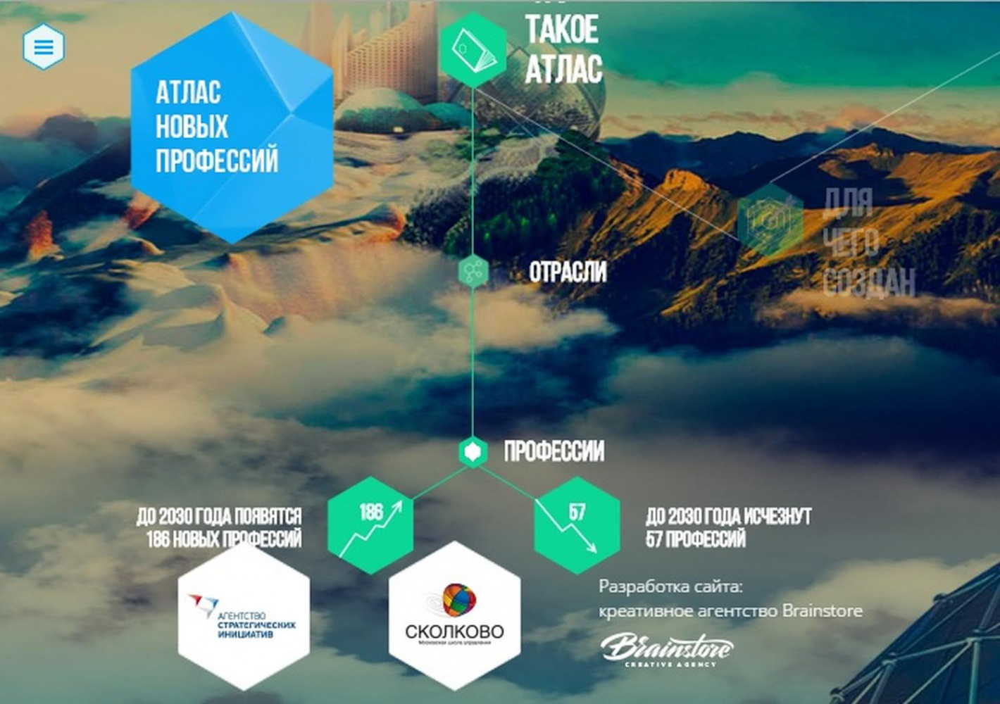 АТЛАС
НОВЫХ
ПРОФЕССИЙ
ТАКОЕ
АТЛАС
ДЛЯ
ЧЕГО
СОЗДАН
ОТРАСЛИ
ПРОФЕССИИ
ДО 2030 ГОДА ПОЯВЯТСЯ
186 НОВЫХ ПРОФЕССИЙ
186
57
ДО 2030 ГОДА ИСЧЕЗНУТ
57 ПРОФЕССИЙ
АГЕНТСТВО
СТРАТЕГИЧЕСКИХ
ИНИЦИАТИВ
СКОЛКОВО
Московская школа управления
Разработка сайта:
креативное агентство Brainstore
Brainstore
CREATIVE AGENCY